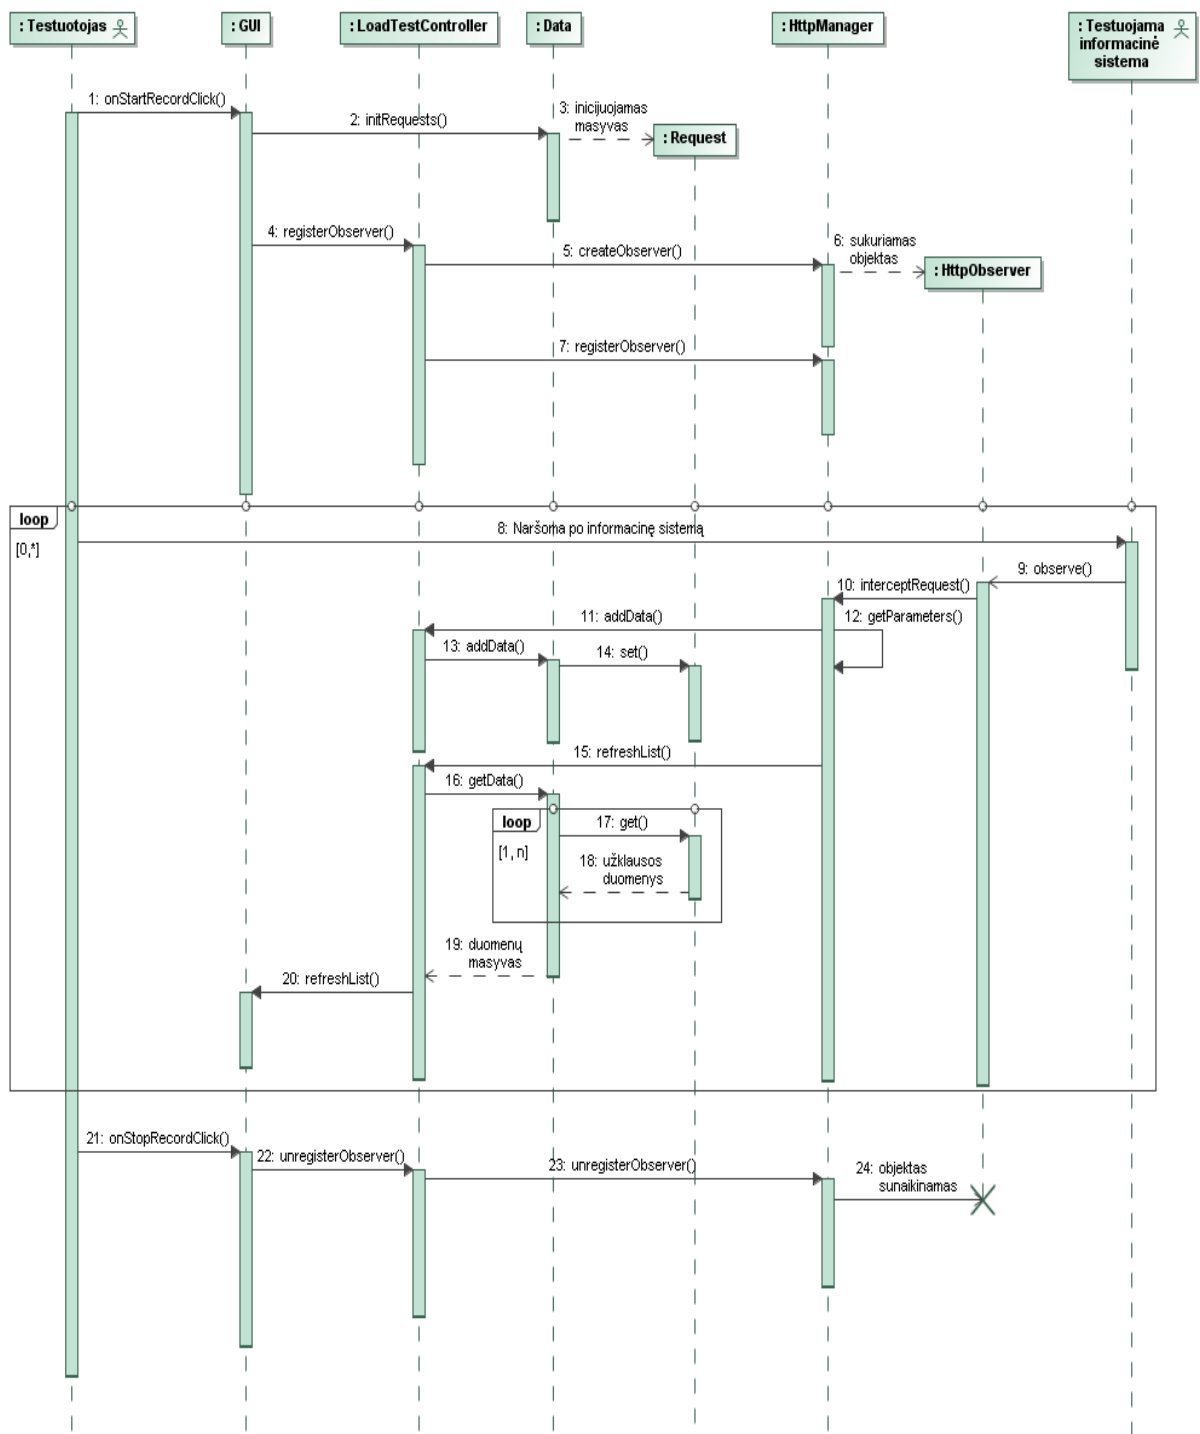 : Testuotojas
: GUI
: LoadTestController
: Data
: HttpManager
: Testuojama
informacinė
sistema
1: onStartRecordClick()
2: initRequests()
3: inicijuojamas
masyvas
: Request
4: registerObserver()
5: createObserver()
6: sukuriamas
objektas
: HttpObserver
7: registerObserver()
loop
[0,*]
8: Naršoma po informacinę sistemą
9: observe()
10: interceptRequest()
11: addData()
12: getParameters()
13: addData()
14: set()
15: refreshList()
16: getData()
loop
[1, n]
17: get()
18: užklausos
duomenys
19: duomenų
masyvas
20: refreshList()
21: onStopRecordClick()
22: unregisterObserver()
23: unregisterObserver()
24: objektas
sunaikinamas